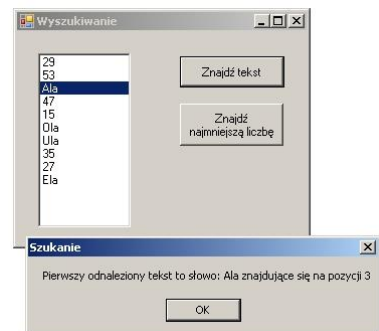 Wyszukiwanie
29
53
Ala
47
15
Ola
Ula
35
27
Ela
Znajdź tekst
Znajdź
najmniejszą liczbę
Szukanie
Pierwszy odnaleziony tekst to słowo: Ala znajdujące się na pozycji 3
OK